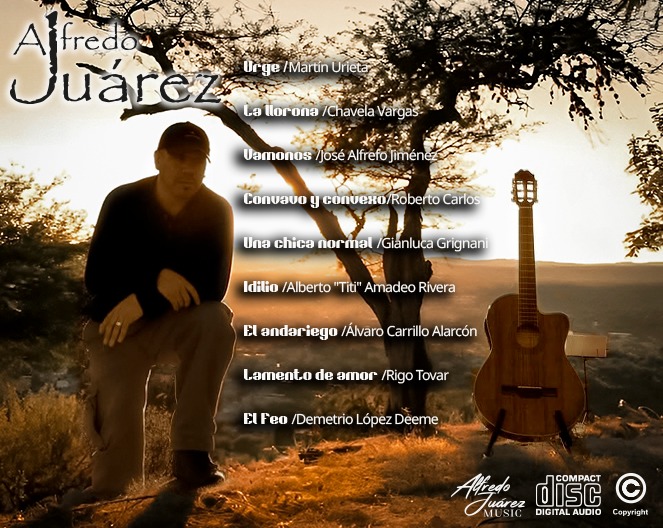 Alfredo
Juárez
Urge /Martín Urieta
La llorona /Chavela Vargas
Vamonos /José Alfrefo Jiménez
Convavo y convexo/Roberto Carlos
Una chica normal /Gianluca Grignani
Idilio /Alberto "Titi" Amadeo Rivera
El andariego /Álvaro Carrillo Alarcón
Lamento de amor /Rigo Tovar
El Feo /Demetrio López Deeme
Alfredo
Juárez
MUSIC
COMPACT
disc
DIGITAL AUDIO
©
Copyright